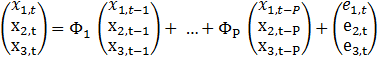 (x₁,t x₂,t x₃,t) = Φ₁ (x₁,t−1 x₂,t−1 x₃,t−1) + … + Φₚ (x₁,t−P x₂,t−P x₃,t−P) + (e₁,t e₂,t e₃,t)